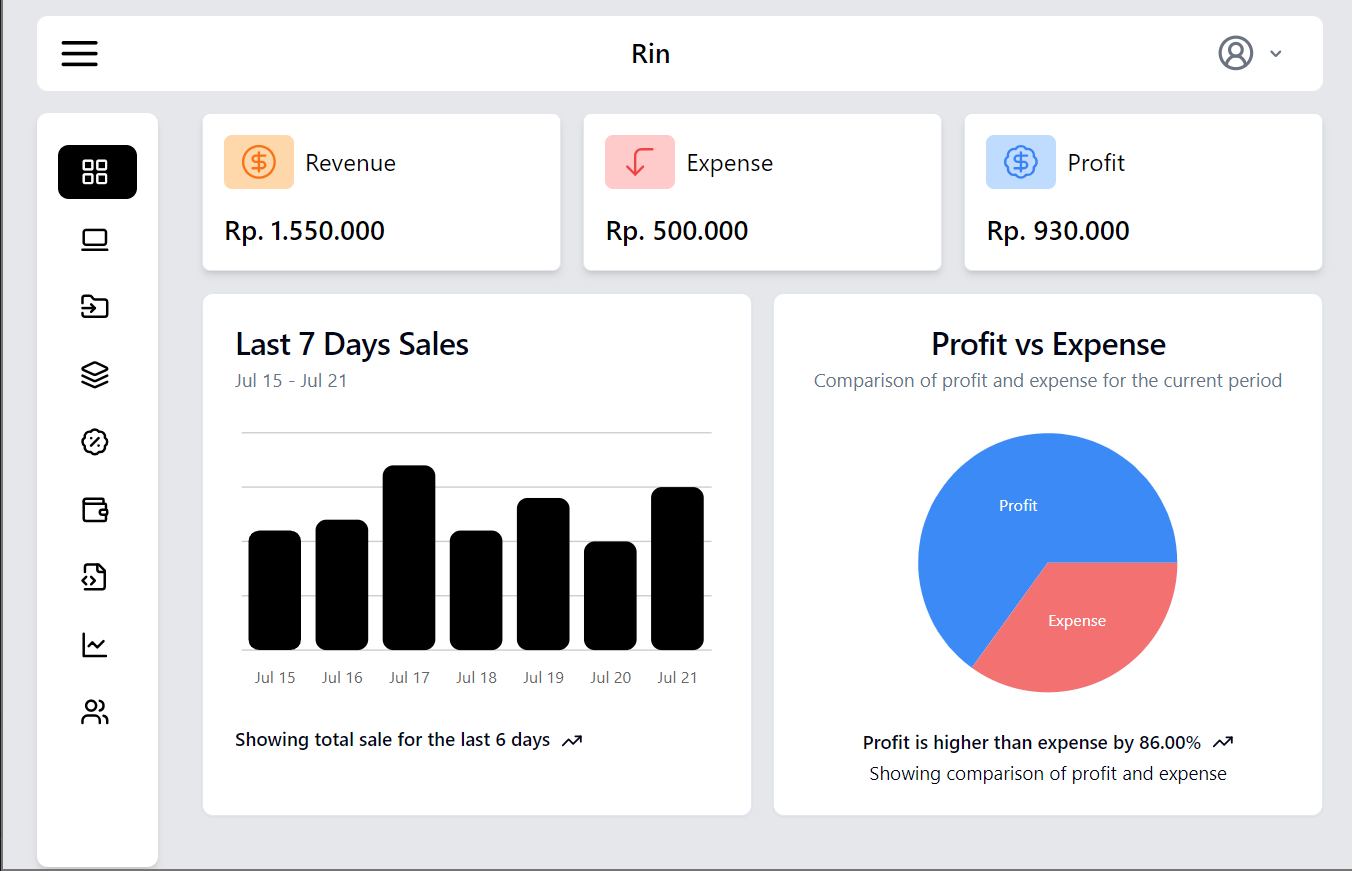 Rin
Revenue
Rp. 1.550.000
Expense
Rp. 500.000
Profit
Rp. 930.000
Last 7 Days Sales
Jul 15 - Jul 21
Jul 15 Jul 16 Jul 17 Jul 18 Jul 19 Jul 20 Jul 21
Showing total sale for the last 6 days
Profit vs Expense
Comparison of profit and expense for the current period
Profit
Expense
Profit is higher than expense by 86.00%
Showing comparison of profit and expense